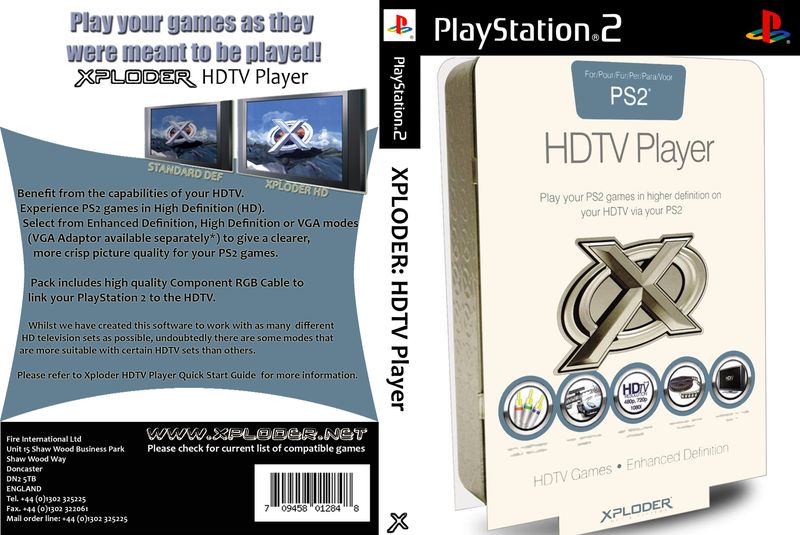 Play your games as they
were meant to be played!
XPLODER HDTV Player
STANDARD DEF
XPLODER HD
Benefit from the capabilities of your HDTV.
Experience PS2 games in High Definition (HD).
Select from Enhanced Definition, High Definition or VGA modes
(VGA Adaptor available separately*) to give a clearer,
more crisp picture quality for your PS2 games.
Pack includes high quality Component RGB Cable to
link your PlayStation 2 to the HDTV.
Whilst we have created this software to work with as many different
HD television sets as possible, undoubtedly there are some modes that
are more suitable with certain HDTV sets than others.
Please refer to Xploder HDTV Player Quick Start Guide for more information.
Fire International Ltd
Unit 15 Shaw Wood Business Park
Shaw Wood Way
Doncaster
DN2 5TB
ENGLAND
Tel. +44 (0)1302 325225
Fax. +44 (0)1302 322061
Mail order line: +44 (0)1302 325225
WWW.XPLODER.NET
Please check for current list of compatible games
7 09458 01284 8
PlayStation.2
XPLODER: HDTV Player
X
PlayStation®2
For/Pour/Für/Per/Para/Voor
PS2®
HDTV Player
Play your PS2 games in higher definition on
your HDTV via your PS2
X
HDTV
480p, 720p
1080i
HDTV Games • Enhanced Definition
XPLODER